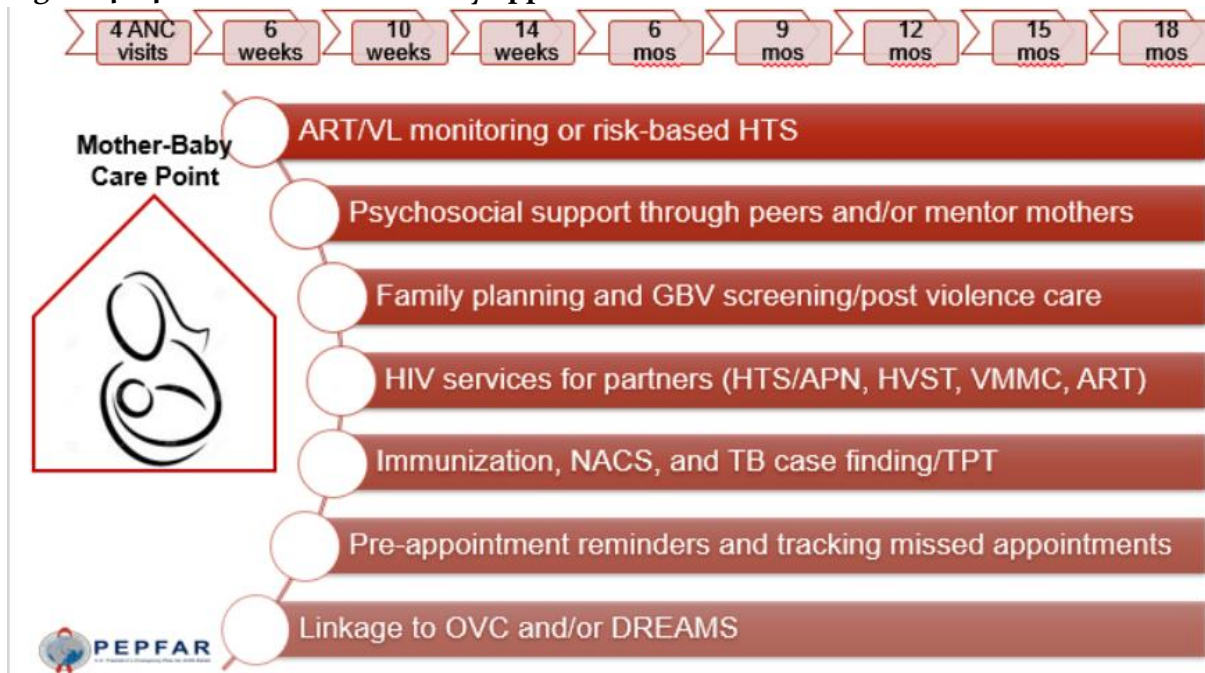 4 ANC visits
6 weeks
10 weeks
14 weeks
6 mos
9 mos
12 mos
15 mos
18 mos
Mother-Baby
Care Point
ART/VL monitoring or risk-based HTS
Psychosocial support through peers and/or mentor mothers
Family planning and GBV screening/post violence care
HIV services for partners (HTS/APN, HVST, VMMC, ART)
Immunization, NACS, and TB case finding/TPT
Pre-appointment reminders and tracking missed appointments
Linkage to OVC and/or DREAMS
PEPFAR